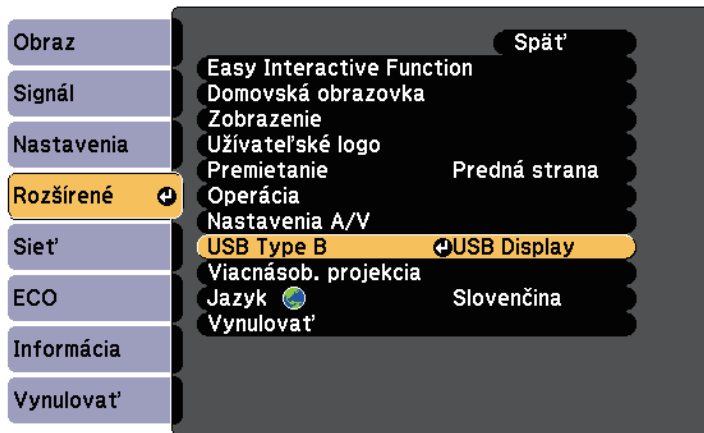 Obraz
Signál
Nastavenia
Rozšírené
Sieť
ECO
Informácia
Vynulovať
Späť
Easy Interactive Function
Domovská obrazovka
Zobrazenie
Užívateľské logo
Premietanie Predná strana
Operácia
Nastavenia A/V
USB Type B USB Display
Viacnásob. projekcia
Jazyk Slovenčina
Vynulovať